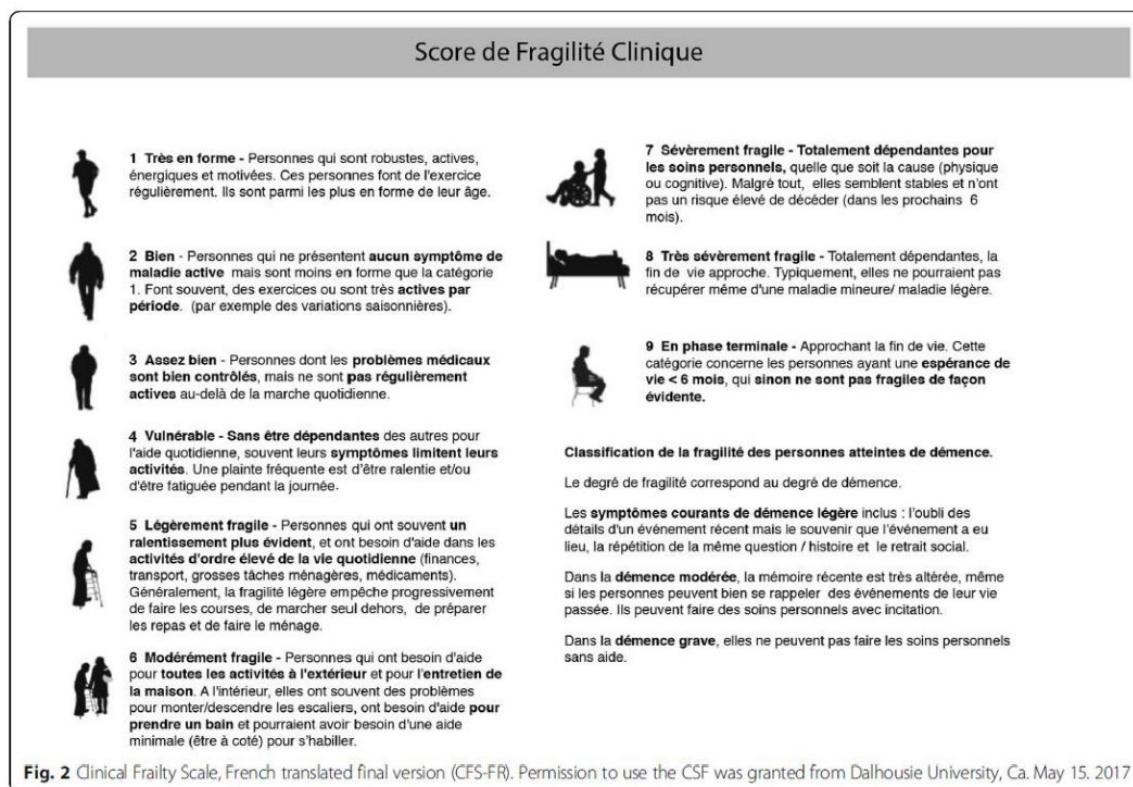 Score de Fragilité Clinique
1 Très en forme - Personnes qui sont robustes, actives,
énergiques et motivées. Ces personnes font de l'exercice
régulièrement. Ils sont parmi les plus en forme de leur âge.
2 Bien - Personnes qui ne présentent aucun symptôme de
maladie active mais sont moins en forme que la catégorie
1. Font souvent, des exercices ou sont très actives par
période. (par exemple des variations saisonnières).
3 Assez bien - Personnes dont les problèmes médicaux
sont bien contrôlés, mais ne sont pas régulièrement
actives au-delà de la marche quotidienne.
4 Vulnérable - Sans être dépendantes des autres pour
l'aide quotidienne, souvent leurs symptômes limitent leurs
activités. Une plainte fréquente est d'être ralentie et/ou
d'être fatiguée pendant la journée.
5 Légèrement fragile - Personnes qui ont souvent un
ralentissement plus évident, et ont besoin d'aide dans les
activités d'ordre élevé de la vie quotidienne (finances,
transport, grosses tâches ménagères, médicaments).
Généralement, la fragilité légère empêche progressivement
de faire les courses, de marcher seul dehors, de préparer
les repas et de faire le ménage.
6 Modérément fragile - Personnes qui ont besoin d'aide
pour toutes les activités à l'extérieur et pour l'entretien de
la maison. A l'intérieur, elles ont souvent des problèmes
pour monter/descendre les escaliers, ont besoin d'aide pour
prendre un bain et pourraient avoir besoin d'une aide
minimale (être à coté) pour s'habiller.
7 Sévèrement fragile - Totalement dépendantes pour
les soins personnels, quelle que soit la cause (physique
ou cognitive). Malgré tout, elles semblent stables et n'ont
pas un risque élevé de décéder (dans les prochains 6
mois).
8 Très sévèrement fragile - Totalement dépendantes, la
fin de vie approche. Typiquement, elles ne pourraient pas
récupérer même d'une maladie mineure/ maladie légère.
9 En phase terminale - Approchant la fin de vie. Cette
catégorie concerne les personnes ayant une espérance de
vie < 6 mois, qui sinon ne sont pas fragiles de façon
évidente.
Classification de la fragilité des personnes atteintes de démence.
Le degré de fragilité correspond au degré de démence.
Les symptômes courants de démence légère inclus : l'oubli des
détails d'un événement récent mais le souvenir que l'événement a eu
lieu, la répétition de la même question / histoire et le retrait social.
Dans la démence modérée, la mémoire récente est très altérée, même
si les personnes peuvent bien se rappeler des événements de leur vie
passée. Ils peuvent faire des soins personnels avec incitation.
Dans la démence grave, elles ne peuvent pas faire les soins personnels
sans aide.
Fig. 2 Clinical Frailty Scale, French translated final version (CFS-FR). Permission to use the CSF was granted from Dalhousie University, Ca. May 15. 2017